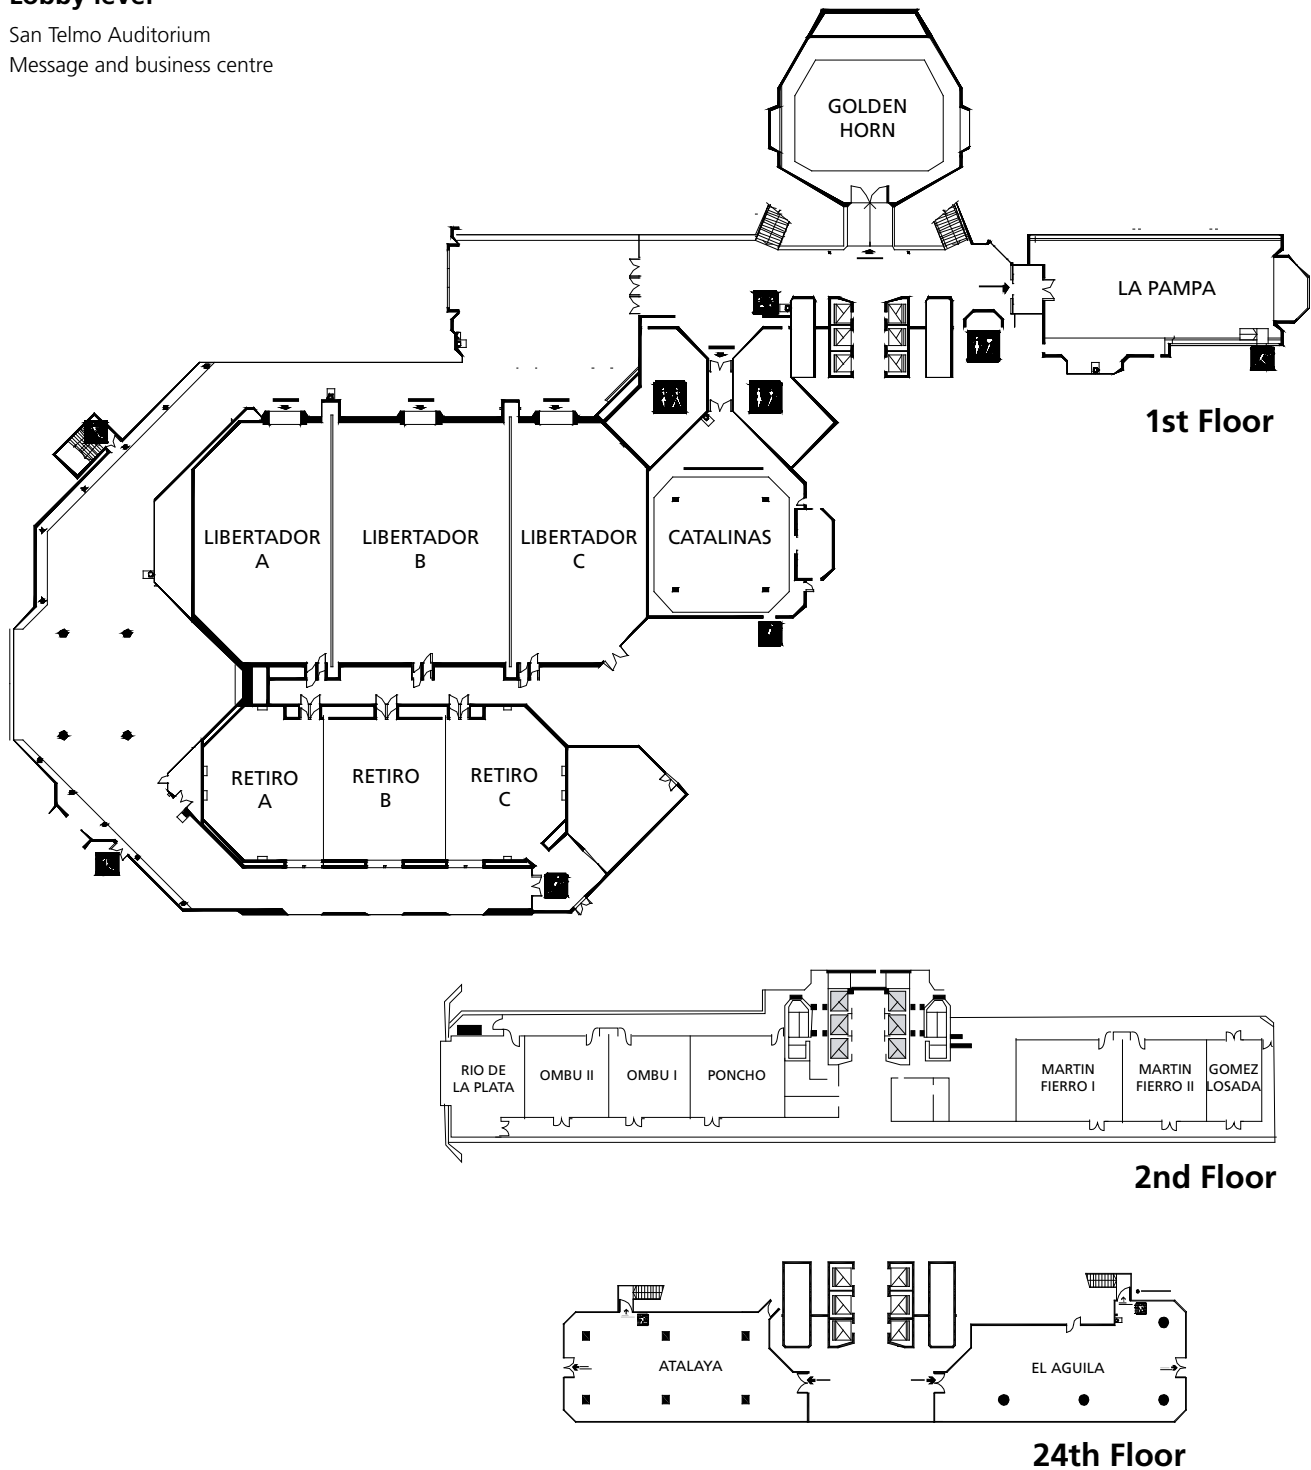 Lobby level
San Telmo Auditorium
Message and business centre
GOLDEN
HORN
LA PAMPA
1st Floor
LIBERTADOR
A
LIBERTADOR
B
LIBERTADOR
C
CATALINAS
RETIRO
A
RETIRO
B
RETIRO
C
RIO DE
LA PLATA
OMBU II
OMBU I
PONCHO
MARTIN
FIERRO I
MARTIN
FIERRO II
GOMEZ
LOSADA
2nd Floor
ATALAYA
EL AGUILA
24th Floor